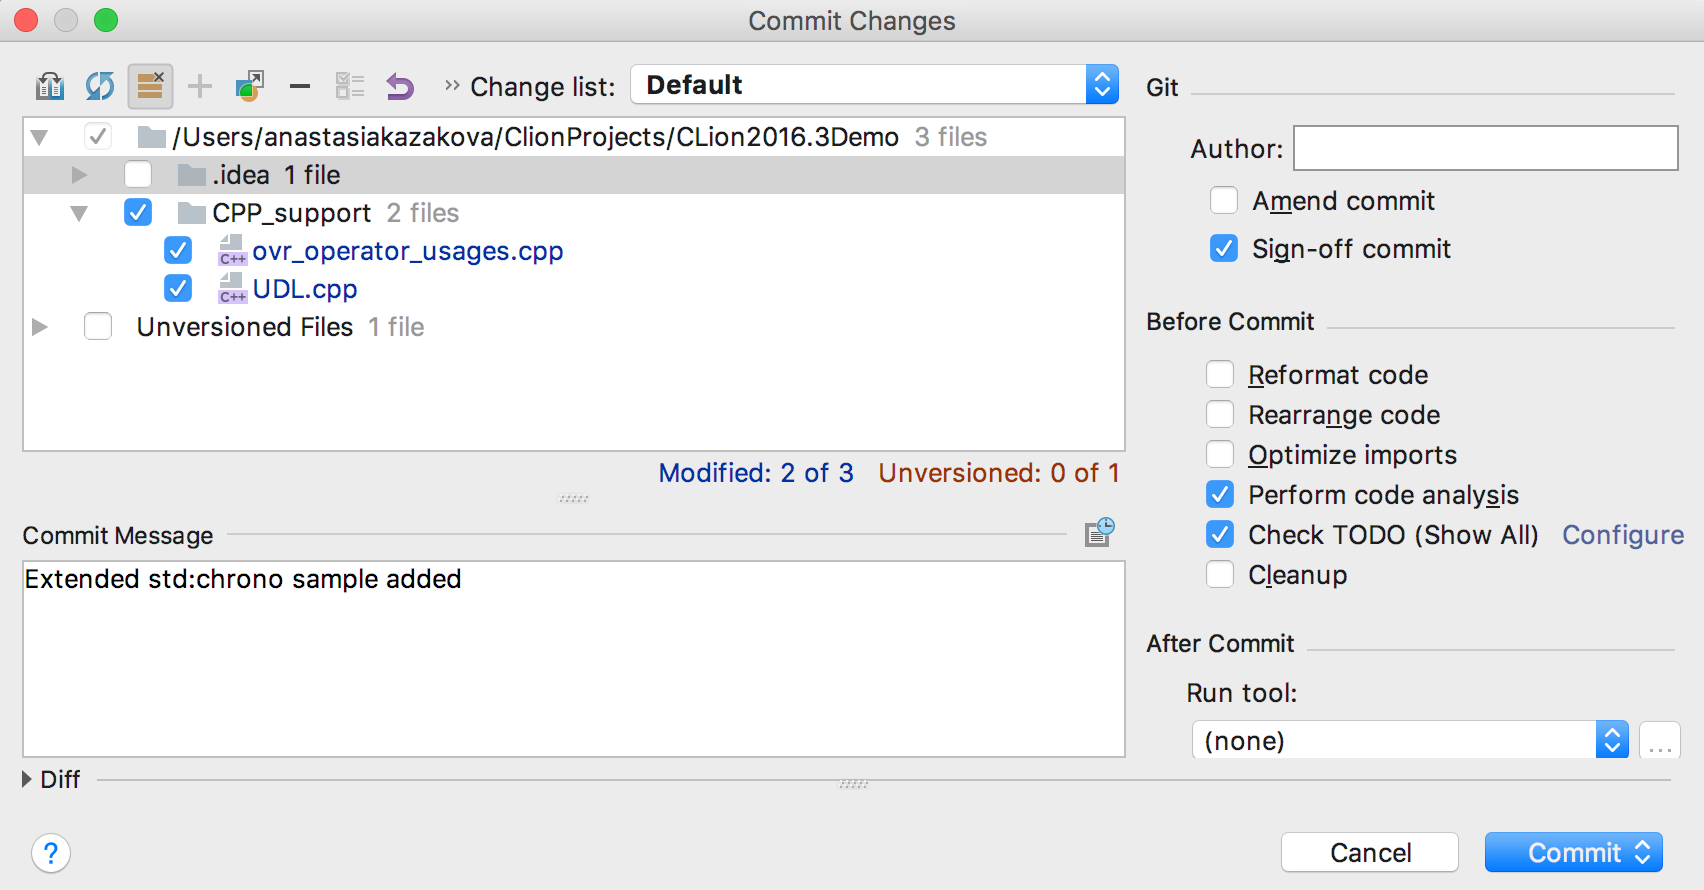 Commit Changes
» Change list: Default
/Users/anastasiakazakova/ClionProjects/CLion2016.3Demo 3 files
.idea 1 file
CPP_support 2 files
C++ ovr_operator_usages.cpp
C++ UDL.cpp
Unversioned Files 1 file
Modified: 2 of 3 Unversioned: 0 of 1
Commit Message
Extended std:chrono sample added
Diff
Git
Author:
Amend commit
Sign-off commit
Before Commit
Reformat code
Rearrange code
Optimize imports
Perform code analysis
Check TODO (Show All) Configure
Cleanup
After Commit
Run tool:
(none) ...
? Cancel Commit